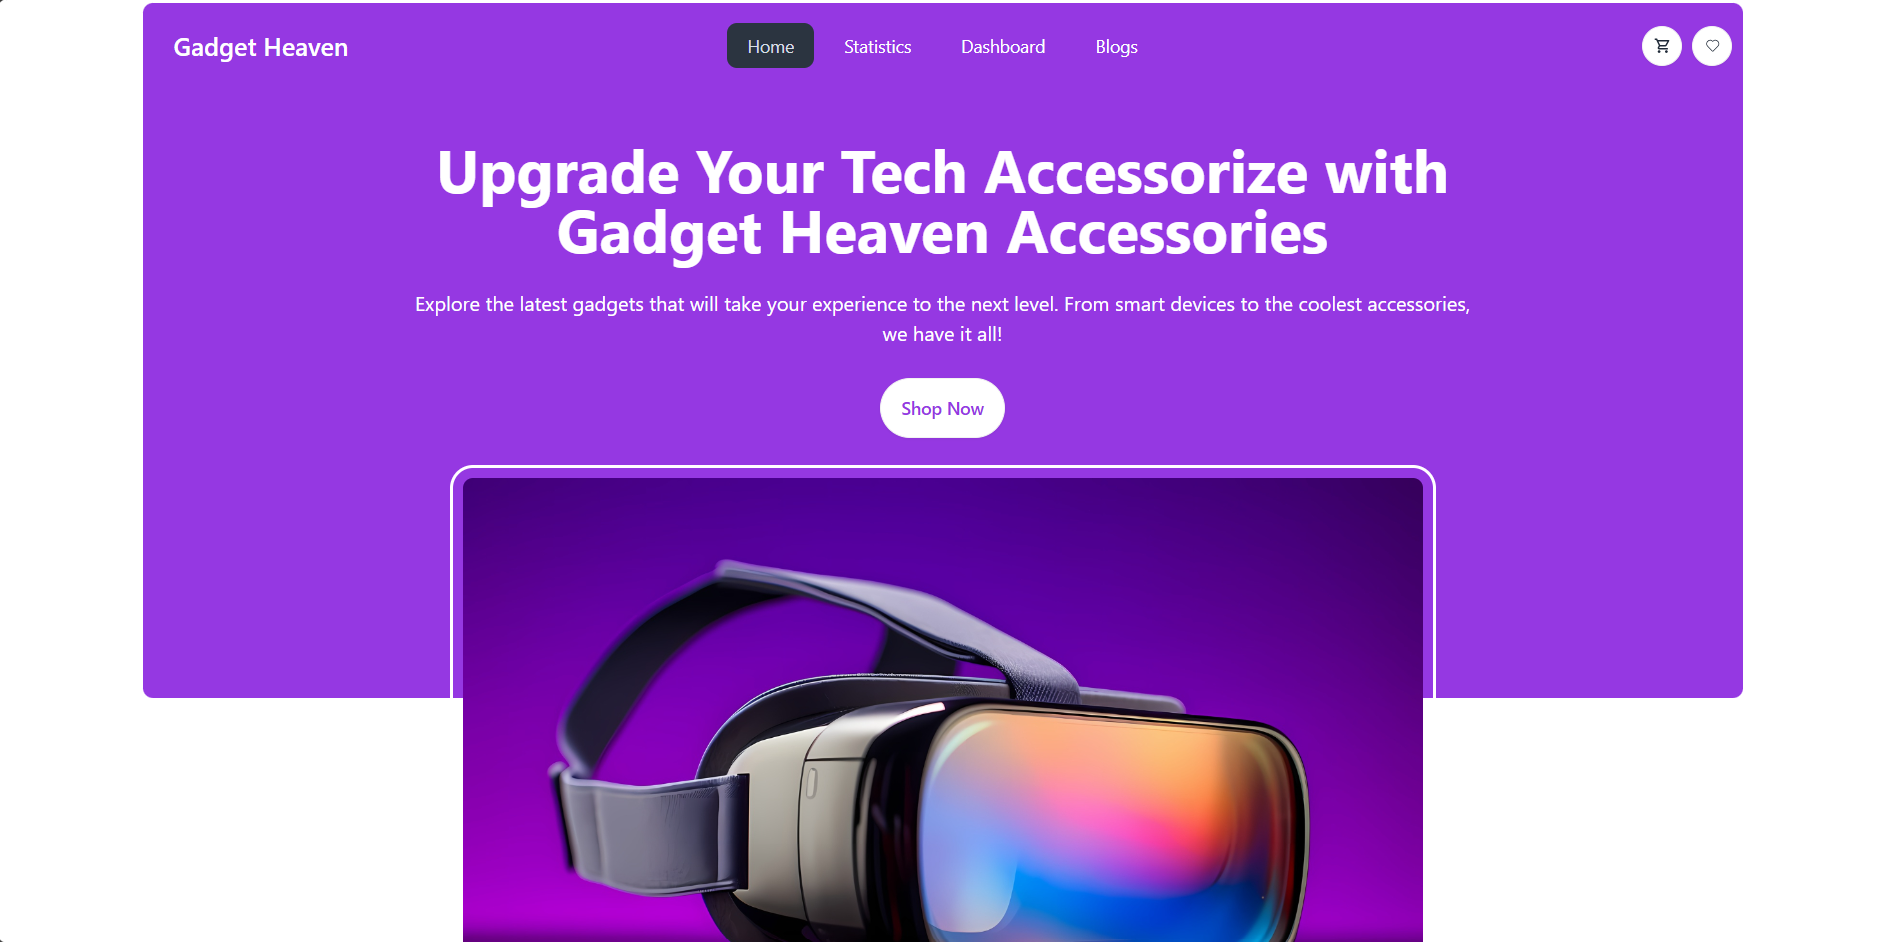 Gadget Heaven
Home Statistics Dashboard Blogs
Upgrade Your Tech Accessorize with
Gadget Heaven Accessories
Explore the latest gadgets that will take your experience to the next level. From smart devices to the coolest accessories,
we have it all!
Shop Now